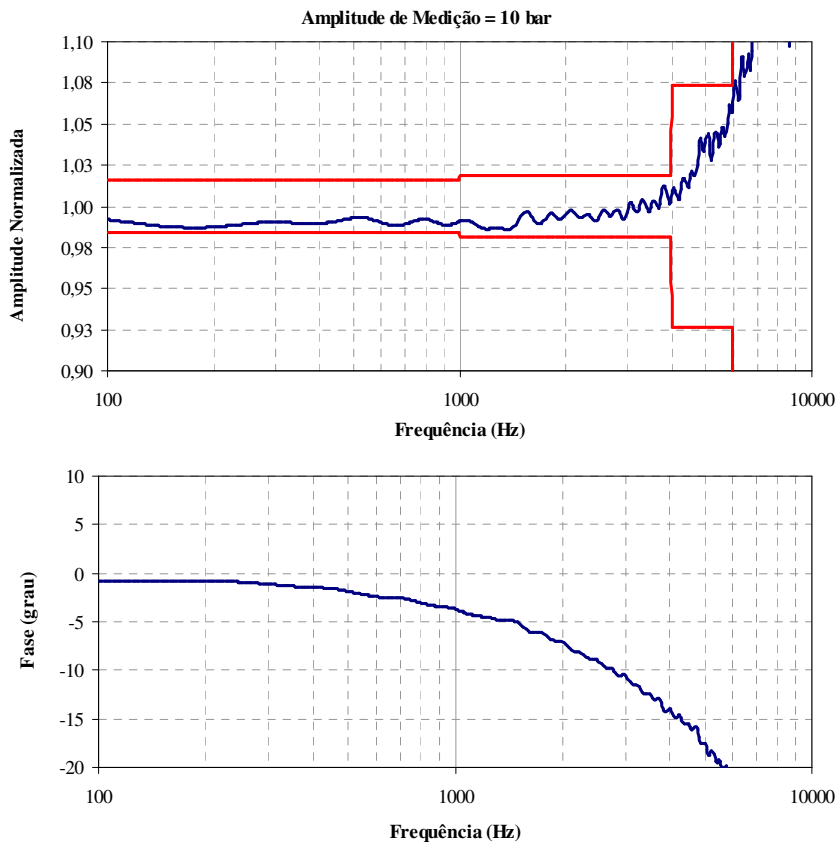 Amplitude de Medição = 10 bar
1,10
1,08
1,05
1,03
1,00
0,98
0,95
0,93
0,90
Amplitude Normalizada
100 1000 10000
Frequência (Hz)
10
5
0
-5
-10
-15
-20
Fase (grau)
100 1000 10000
Frequência (Hz)